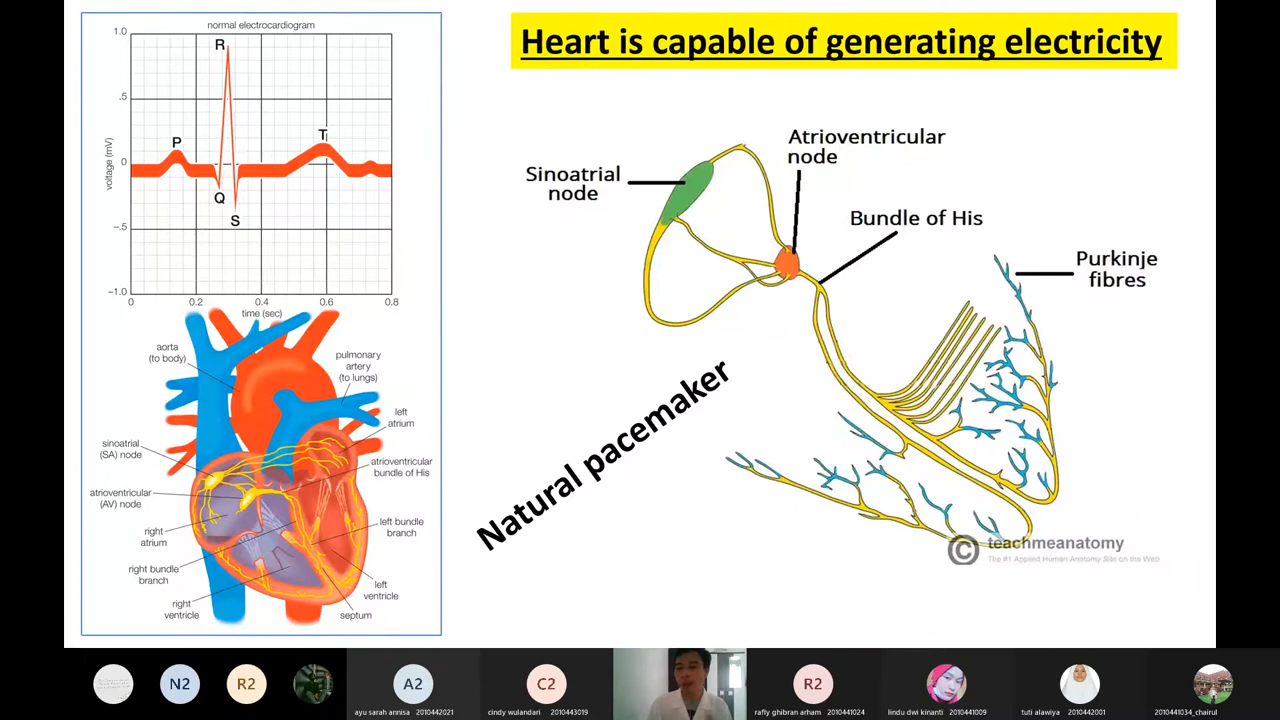 normal electrocardiogram
1.0
.5
0
-.5
-1.0
voltage (mV)
R
P
T
Q
S
0 0.2 0.4 0.6 0.8
time (sec)
aorta
(to body)
pulmonary
artery
(to lungs)
left
atrium
sinoatrial
(SA) node
atrioventricular
bundle of His
atrioventricular
(AV) node
left bundle
branch
right
atrium
right bundle
branch
left
ventricle
right
ventricle
septum
Heart is capable of generating electricity
Atrioventricular
node
Sinoatrial
node
Bundle of His
Purkinje
fibres
Natural pacemaker
© teachmeanatomy
The #1 Applied Human Anatomy Site on the Web
N2
R2
A2
C2
R2
ayu sarah annisa 2010442021
cindy wulandari 2010443019
rafly ghibran arham 2010441024
lindu dwi kinanti 2010441009
tuti alawiya 2010442001
2010441034_chairul